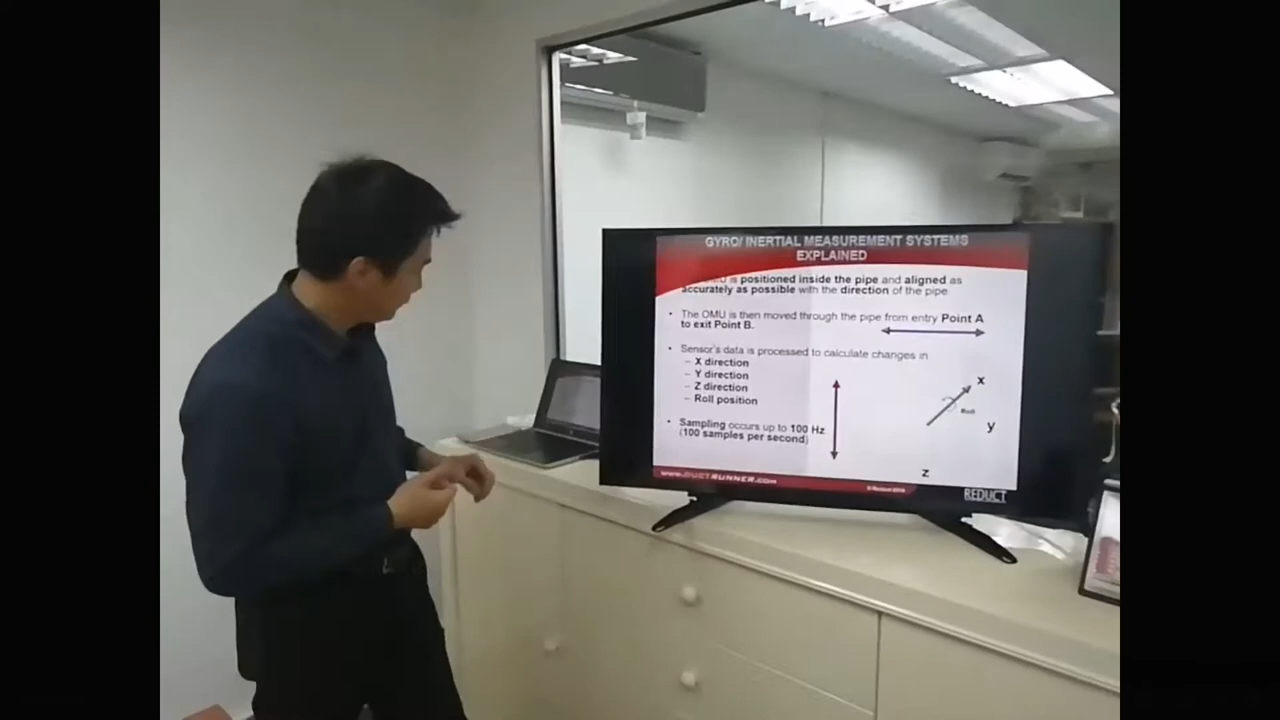 GYRO/ INERTIAL MEASUREMENT SYSTEMS
EXPLAINED
is positioned inside the pipe and aligned as
accurately as possible with the direction of the pipe
• The OMU is then moved through the pipe from entry Point A
to exit Point B.
• Sensor's data is processed to calculate changes in
– X direction
– Y direction
– Z direction
– Roll position
• Sampling occurs up to 100 Hz
(100 samples per second)
x
Roll
y
z
www.DUCTRUNNER.com
REDUCT